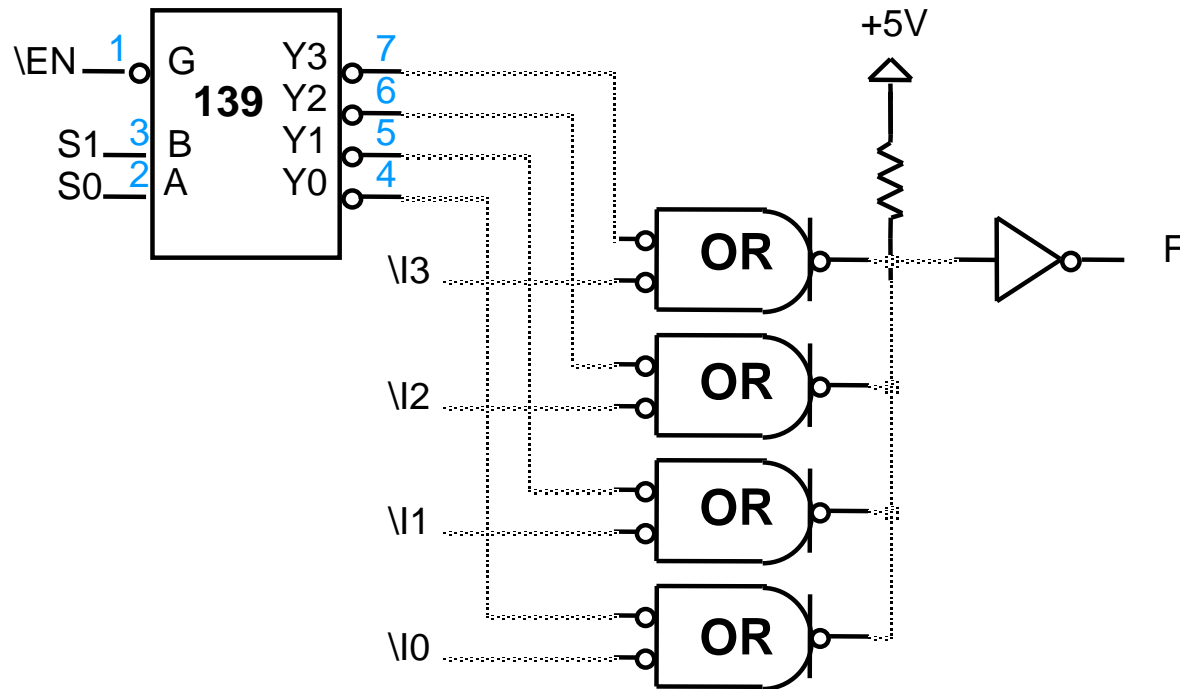 +5V
\EN 1 G Y3 7
139
Y2 6
S1 3 B Y1 5
S0 2 A Y0 4
OR
\I3
F
OR
\I2
OR
\I1
OR
\I0